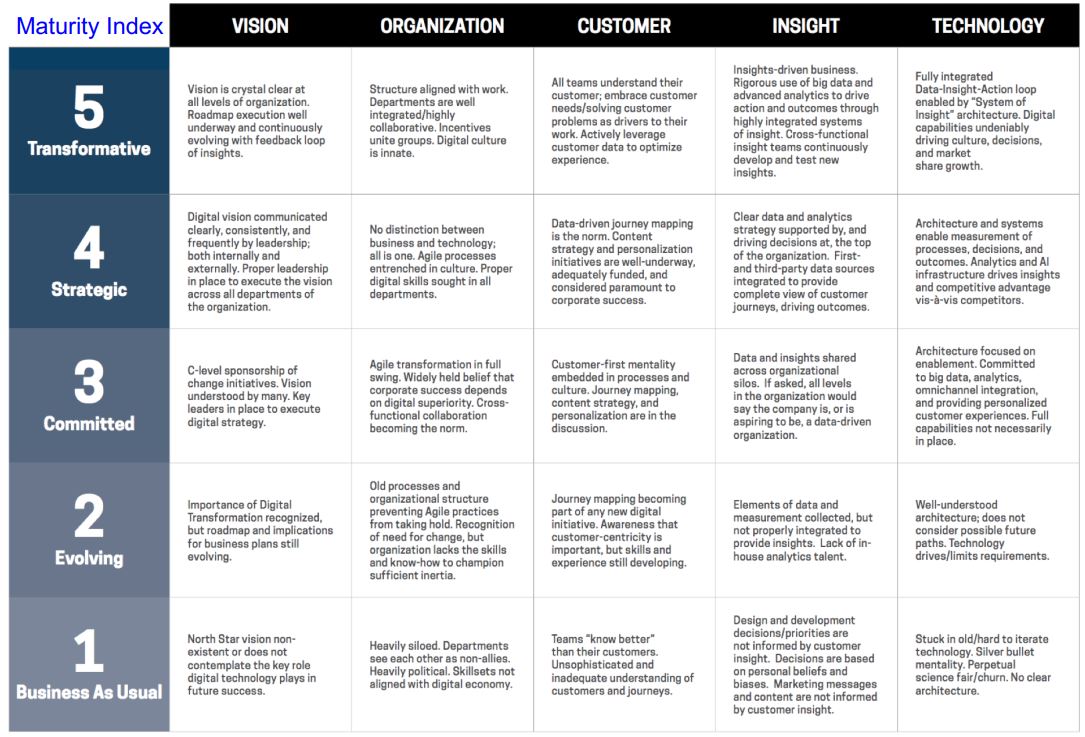 Maturity Index
VISION
ORGANIZATION
CUSTOMER
INSIGHT
TECHNOLOGY
5
Transformative
Vision is crystal clear at
all levels of organization.
Roadmap execution well
underway and continuously
evolving with feedback loop
of insights.
Structure aligned with work.
Departments are well
integrated/highly
collaborative. Incentives
unite groups. Digital culture
is innate.
All teams understand their
customer; embrace customer
needs/solving customer
problems as drivers to their
work. Actively leverage
customer data to optimize
experience.
Insights-driven business.
Rigorous use of big data and
advanced analytics to drive
action and outcomes through
highly integrated systems
of insight. Cross-functional
insight teams continuously
develop and test new
insights.
Fully integrated
Data-Insight-Action loop
enabled by “System of
Insight” architecture. Digital
capabilities undeniably
driving culture, decisions,
and market
share growth.
4
Strategic
Digital vision communicated
clearly, consistently, and
frequently by leadership;
both internally and
externally. Proper leadership
in place to execute the vision
across all departments of
the organization.
No distinction between
business and technology;
all is one. Agile processes
entrenched in culture. Proper
digital skills sought in all
departments.
Data-driven journey mapping
is the norm. Content
strategy and personalization
initiatives are well-underway,
adequately funded, and
considered paramount to
corporate success.
Clear data and analytics
strategy supported by, and
driving decisions at, the top
of the organization. First-
and third-party data sources
integrated to provide
complete view of customer
journeys, driving outcomes.
Architecture and systems
enable measurement of
processes, decisions, and
outcomes. Analytics and AI
infrastructure drives insights
and competitive advantage
vis-à-vis competitors.
3
Committed
C-level sponsorship of
change initiatives. Vision
understood by many. Key
leaders in place to execute
digital strategy.
Agile transformation in full
swing. Widely held belief that
corporate success depends
on digital superiority. Cross-
functional collaboration
becoming the norm.
Customer-first mentality
embedded in processes and
culture. Journey mapping,
content strategy, and
personalization are in the
discussion.
Data and insights shared
across organizational
silos. If asked, all levels
in the organization would
say the company is, or is
aspiring to be, a data-driven
organization.
Architecture focused on
enablement. Committed
to big data, analytics,
omnichannel integration,
and providing personalized
customer experiences. Full
capabilities not necessarily
in place.
2
Evolving
Importance of Digital
Transformation recognized,
but roadmap and implications
for business plans still
evolving.
Old processes and
organizational structure
preventing Agile practices
from taking hold. Recognition
of need for change, but
organization lacks the skills
and know-how to champion
sufficient inertia.
Journey mapping becoming
part of any new digital
initiative. Awareness that
customer-centricity is
important, but skills and
experience still developing.
Elements of data and
measurement collected, but
not properly integrated to
provide insights. Lack of in-
house analytics talent.
Well-understood
architecture; does not
consider possible future
paths. Technology
drives/limits requirements.
1
Business As Usual
North Star vision non-
existent or does not
contemplate the key role
digital technology plays in
future success.
Heavily siloed. Departments
see each other as non-allies.
Heavily political. Skillsets not
aligned with digital economy.
Teams “know better”
than their customers.
Unsophisticated and
inadequate understanding of
customers and journeys.
Design and development
decisions/priorities are
not informed by customer
insight. Decisions are based
on personal beliefs and
biases. Marketing messages
and content are not informed
by customer insight.
Stuck in old/hard to iterate
technology. Silver bullet
mentality. Perpetual
science fair/churn. No clear
architecture.